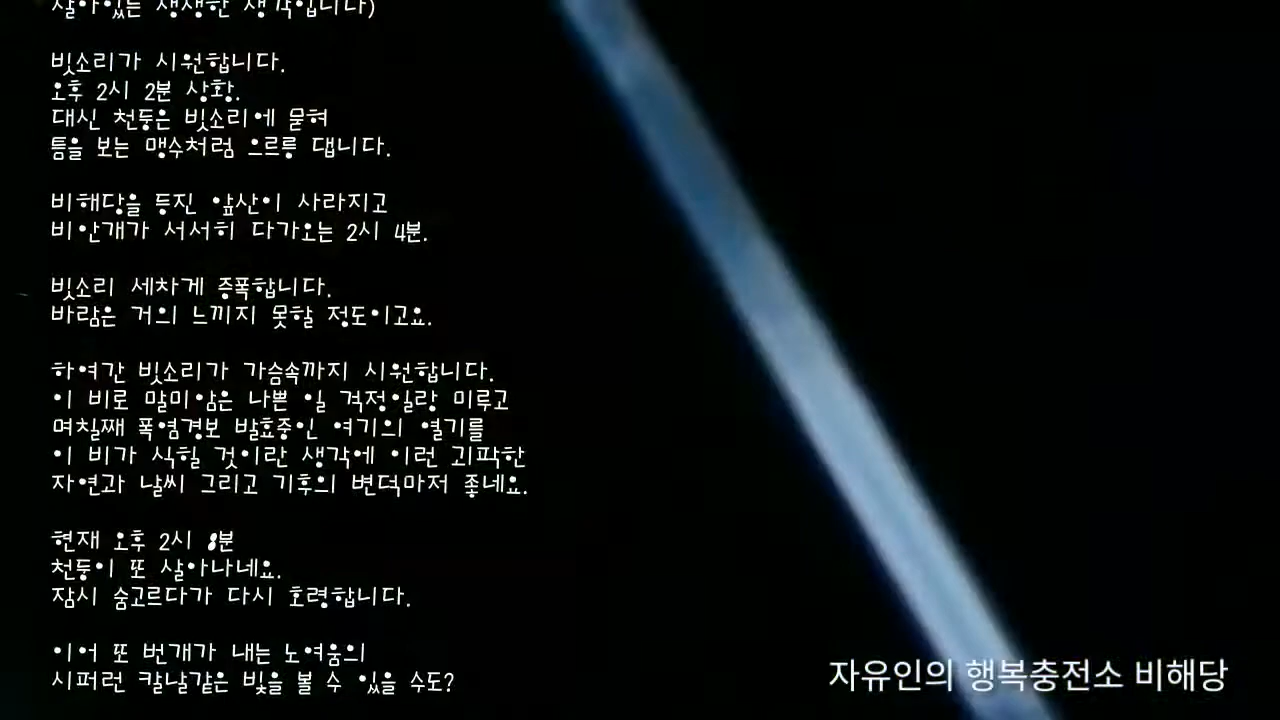 살아있는 생생한 생각입니다)
빗소리가 시원합니다.
오후 2시 2분 상황.
대신 천둥은 빗소리에 묻혀
틈을 보는 맹수처럼 으르릉 댑니다.
비해당을 등진 앞산이 사라지고
비안개가 서서히 다가오는 2시 4분.
빗소리 세차게 증폭합니다.
바람은 거의 느끼지 못할 정도이고요.
하여간 빗소리가 가슴속까지 시원합니다.
이 비로 말미암은 나쁜 일 걱정일랑 미루고
며칠째 폭염경보 발효중인 여기의 열기를
이 비가 식힐 것이란 생각에 이런 괴팍한
자연과 날씨 그리고 기후의 변덕마저 좋네요.
현재 오후 2시 8분
천둥이 또 살아나네요.
잠시 숨고르다가 다시 호령합니다.
이어 또 번개가 내는 노여움의
시퍼런 칼날같은 빛을 볼 수 있을 수도?
자유인의 행복충전소 비해당